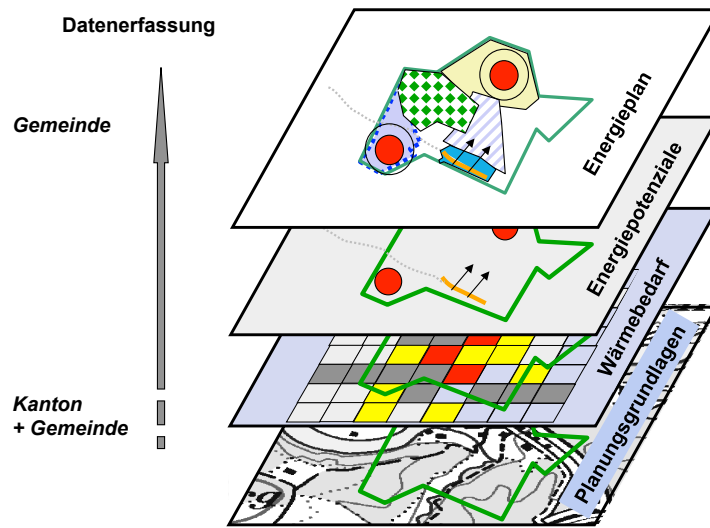 Datenerfassung
Gemeinde
Kanton
+ Gemeinde
Energieplan
Energiepotenziale
Wärmebedarf
Planungsgrundlagen